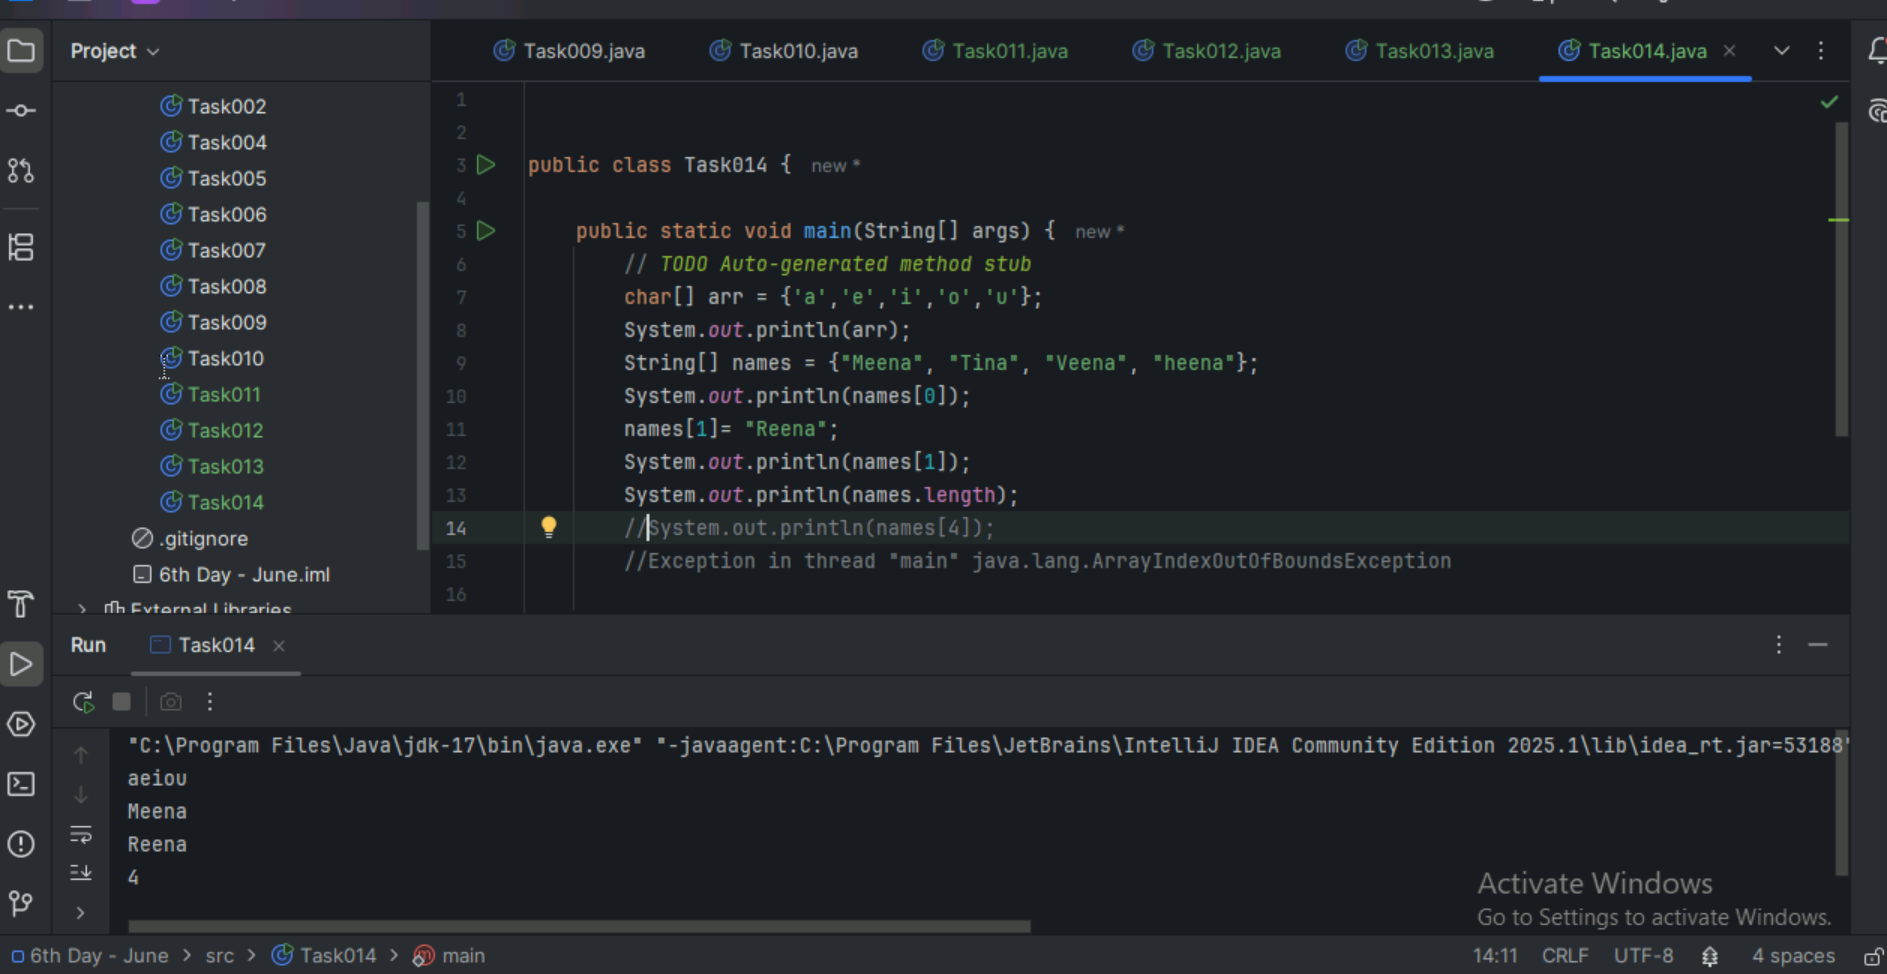 Project
Task009.java Task010.java Task011.java Task012.java Task013.java Task014.java
Task002
Task004
Task005
Task006
Task007
Task008
Task009
Task010
Task011
Task012
Task013
Task014
.gitignore
6th Day - June.iml
External Libraries
1
2
3 public class Task014 { new *
4
5 public static void main(String[] args) { new *
6 // TODO Auto-generated method stub
7 char[] arr = {'a','e','i','o','u'};
8 System.out.println(arr);
9 String[] names = {"Meena", "Tina", "Veena", "heena"};
10 System.out.println(names[0]);
11 names[1]= "Reena";
12 System.out.println(names[1]);
13 System.out.println(names.length);
14 //System.out.println(names[4]);
15 //Exception in thread "main" java.lang.ArrayIndexOutOfBoundsException
16
Run Task014
"C:\Program Files\Java\jdk-17\bin\java.exe" "-javaagent:C:\Program Files\JetBrains\IntelliJ IDEA Community Edition 2025.1\lib\idea_rt.jar=53188"
aeiou
Meena
Reena
4
Activate Windows
Go to Settings to activate Windows.
6th Day - June > src > Task014 > main 14:11 CRLF UTF-8 4 spaces